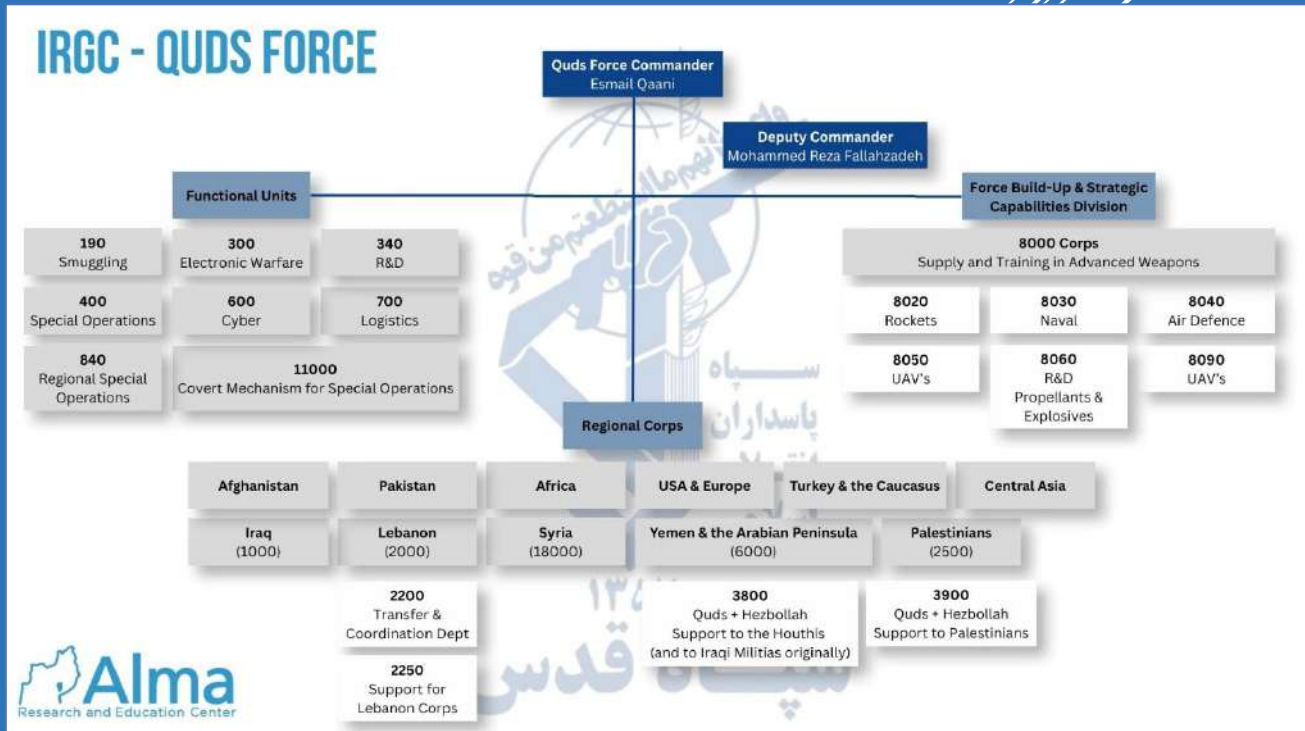 IRGC - QUDS FORCE
Quds Force Commander
Esmail Qaani
Deputy Commander
Mohammed Reza Fallahzadeh
Functional Units
190
Smuggling
300
Electronic Warfare
340
R&D
400
Special Operations
600
Cyber
700
Logistics
840
Regional Special
Operations
11000
Covert Mechanism for Special Operations
Force Build-Up & Strategic
Capabilities Division
8000 Corps
Supply and Training in Advanced Weapons
8020
Rockets
8030
Naval
8040
Air Defence
8050
UAV's
8060
R&D
Propellants &
Explosives
8090
UAV's
Regional Corps
Afghanistan
Pakistan
Africa
USA & Europe
Turkey & the Caucasus
Central Asia
Iraq
(1000)
Lebanon
(2000)
Syria
(18000)
Yemen & the Arabian Peninsula
(6000)
Palestinians
(2500)
2200
Transfer &
Coordination Dept
2250
Support for
Lebanon Corps
3800
Quds + Hezbollah
Support to the Houthis
(and to Iraqi Militias originally)
3900
Quds + Hezbollah
Support to Palestinians
سپاه
پاسداران
قدس
Alma
Research and Education Center